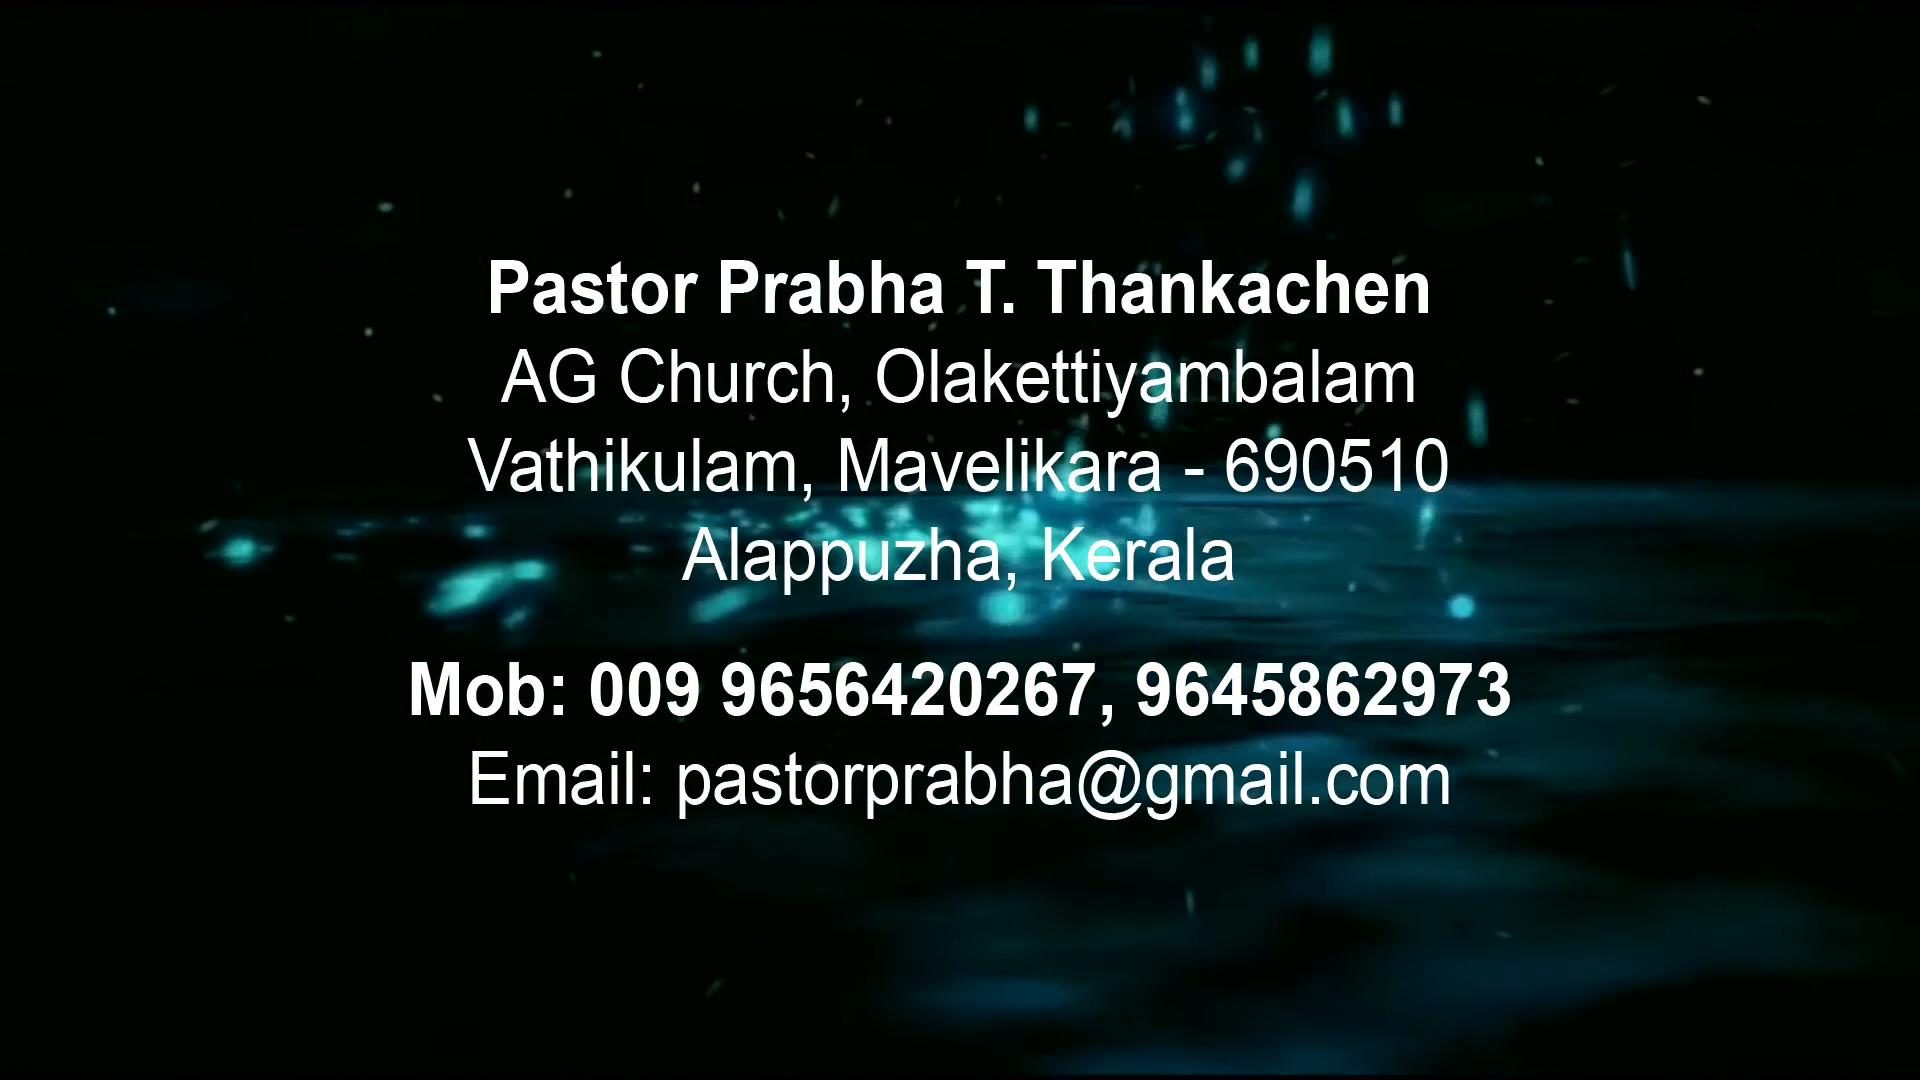 Pastor Prabha T. Thankachen
AG Church, Olakettiyambalam
Vathikulam, Mavelikara - 690510
Alappuzha, Kerala
Mob: 009 9656420267, 9645862973
Email: pastorprabha@gmail.com